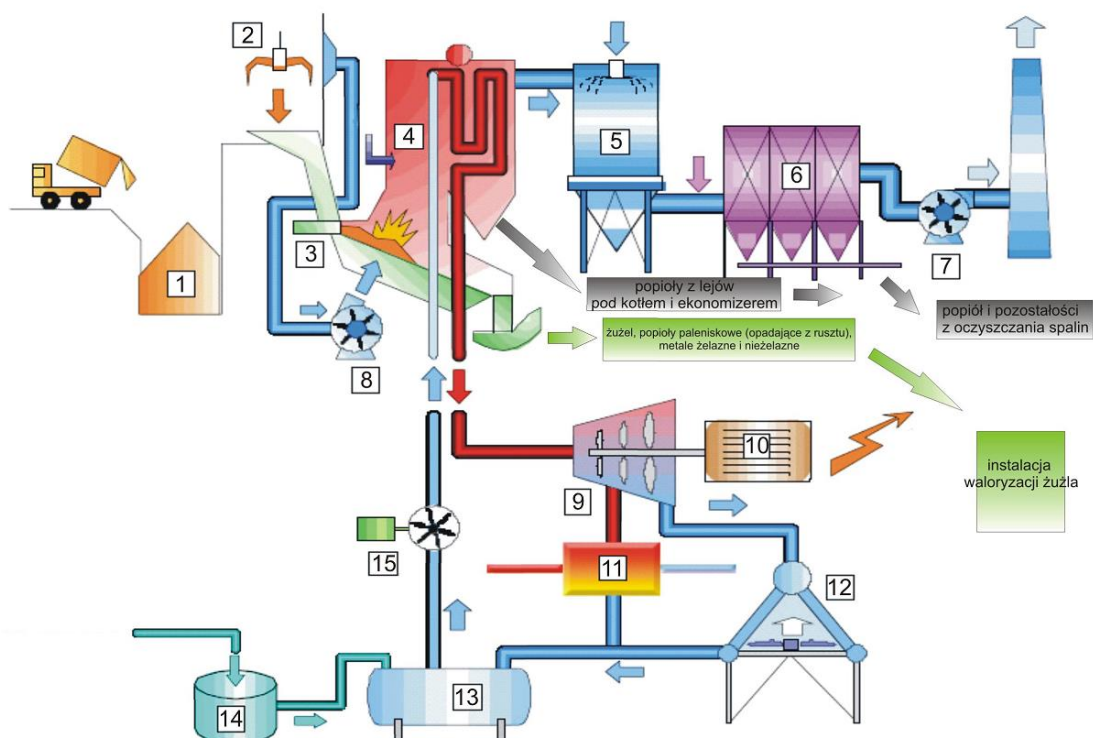 2
4
5
6
3
1
7
popioły z lejów
pod kotłem i ekonomizerem
popiół i pozostałości
z oczyszczania spalin
żużel, popioły paleniskowe (opadające z rusztu),
metale żelazne i nieżelazne
8
10
instalacja
waloryzacji żużla
9
15
11
12
13
14